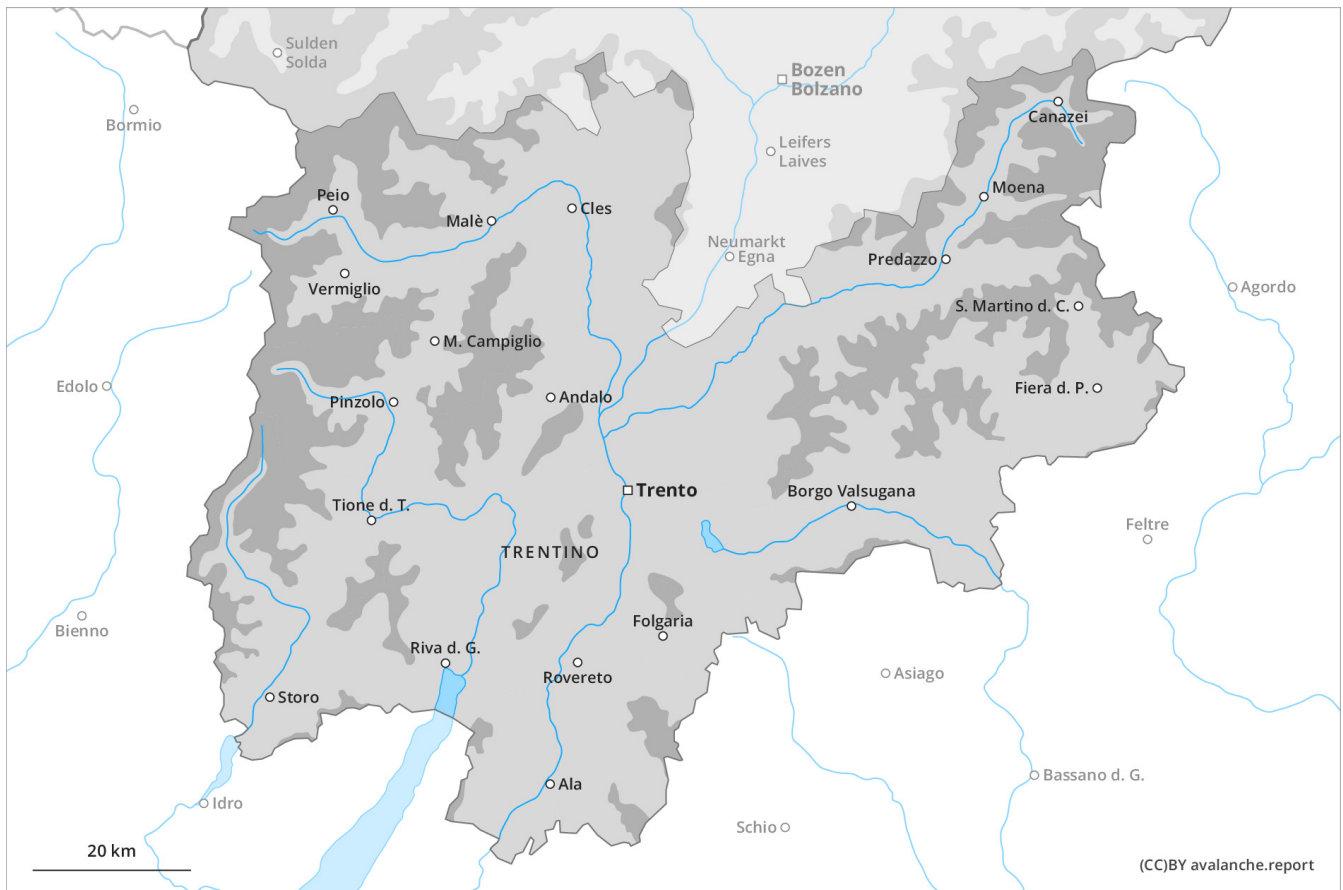 Sulden
Solda
Bozen
Bolzano
Bormio
Canazei
Leifers
Laives
Moena
Peio
Malè
Cles
Neumarkt
Egna
Predazzo
Vermiglio
Agordo
S. Martino d. C.
M. Campiglio
Edolo
Fiera d. P.
Pinzolo
Andalo
Trento
Borgo Valsugana
Tione d. T.
Feltre
TRENTINO
Bienno
Folgaria
Riva d. G.
Rovereto
Asiago
Storo
Bassano d. G.
Ala
Idro
Schio
20 km
(CC)BY avalanche.report